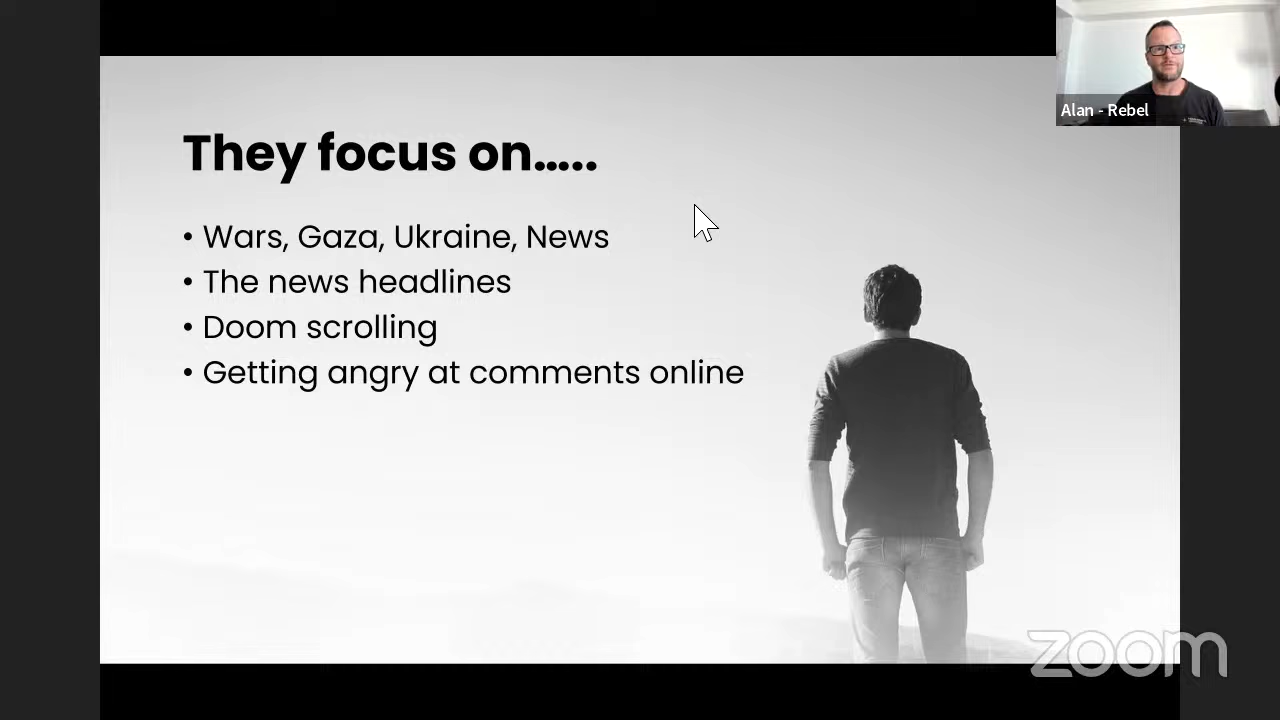 Alan - Rebel
They focus on.....
• Wars, Gaza, Ukraine, News
• The news headlines
• Doom scrolling
• Getting angry at comments online
zoom